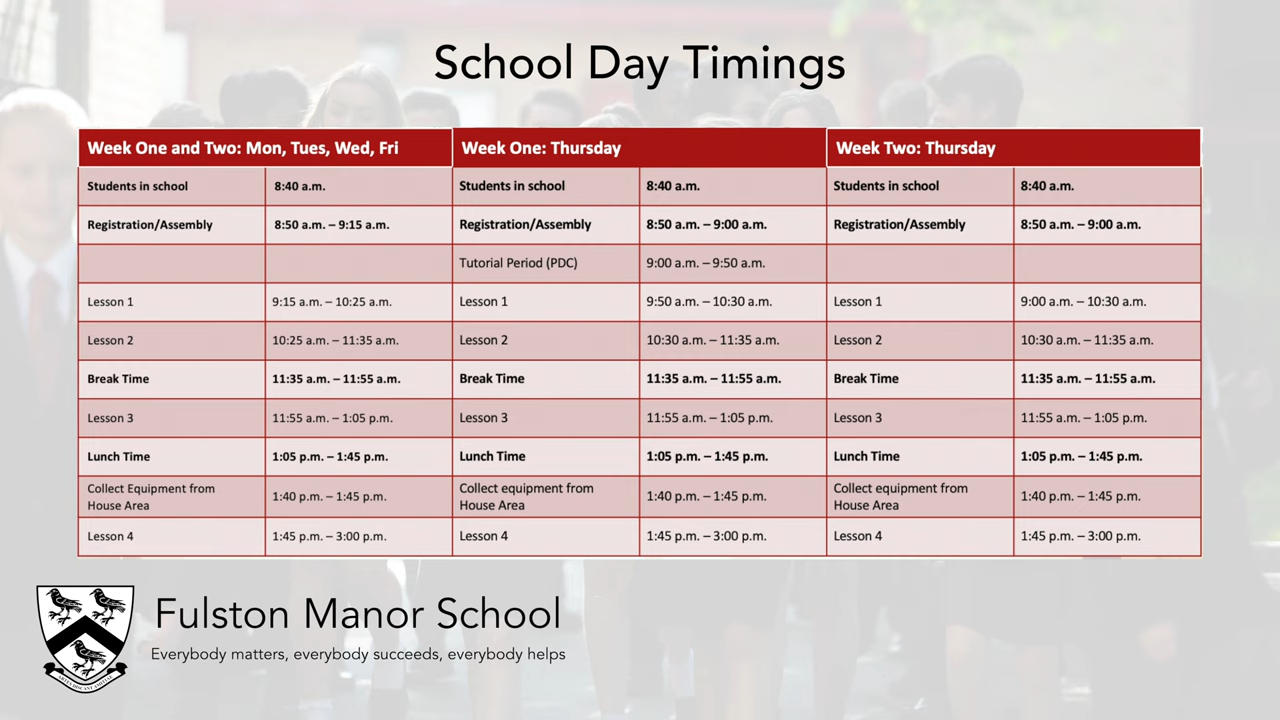 School Day Timings
Week One and Two: Mon, Tues, Wed, Fri Week One: Thursday Week Two: Thursday
Students in school 8:40 a.m. Students in school 8:40 a.m. Students in school 8:40 a.m.
Registration/Assembly 8:50 a.m. – 9:15 a.m. Registration/Assembly 8:50 a.m. – 9:00 a.m. Registration/Assembly 8:50 a.m. – 9:00 a.m.
Tutorial Period (PDC) 9:00 a.m. – 9:50 a.m.
Lesson 1 9:15 a.m. – 10:25 a.m. Lesson 1 9:50 a.m. – 10:30 a.m. Lesson 1 9:00 a.m. – 10:30 a.m.
Lesson 2 10:25 a.m. – 11:35 a.m. Lesson 2 10:30 a.m. – 11:35 a.m. Lesson 2 10:30 a.m. – 11:35 a.m.
Break Time 11:35 a.m. – 11:55 a.m. Break Time 11:35 a.m. – 11:55 a.m. Break Time 11:35 a.m. – 11:55 a.m.
Lesson 3 11:55 a.m. – 1:05 p.m. Lesson 3 11:55 a.m. – 1:05 p.m. Lesson 3 11:55 a.m. – 1:05 p.m.
Lunch Time 1:05 p.m. – 1:45 p.m. Lunch Time 1:05 p.m. – 1:45 p.m. Lunch Time 1:05 p.m. – 1:45 p.m.
Collect Equipment from House Area 1:40 p.m. – 1:45 p.m. Collect equipment from House Area 1:40 p.m. – 1:45 p.m. Collect equipment from House Area 1:40 p.m. – 1:45 p.m.
Lesson 4 1:45 p.m. – 3:00 p.m. Lesson 4 1:45 p.m. – 3:00 p.m. Lesson 4 1:45 p.m. – 3:00 p.m.
Fulston Manor School
Everybody matters, everybody succeeds, everybody helps